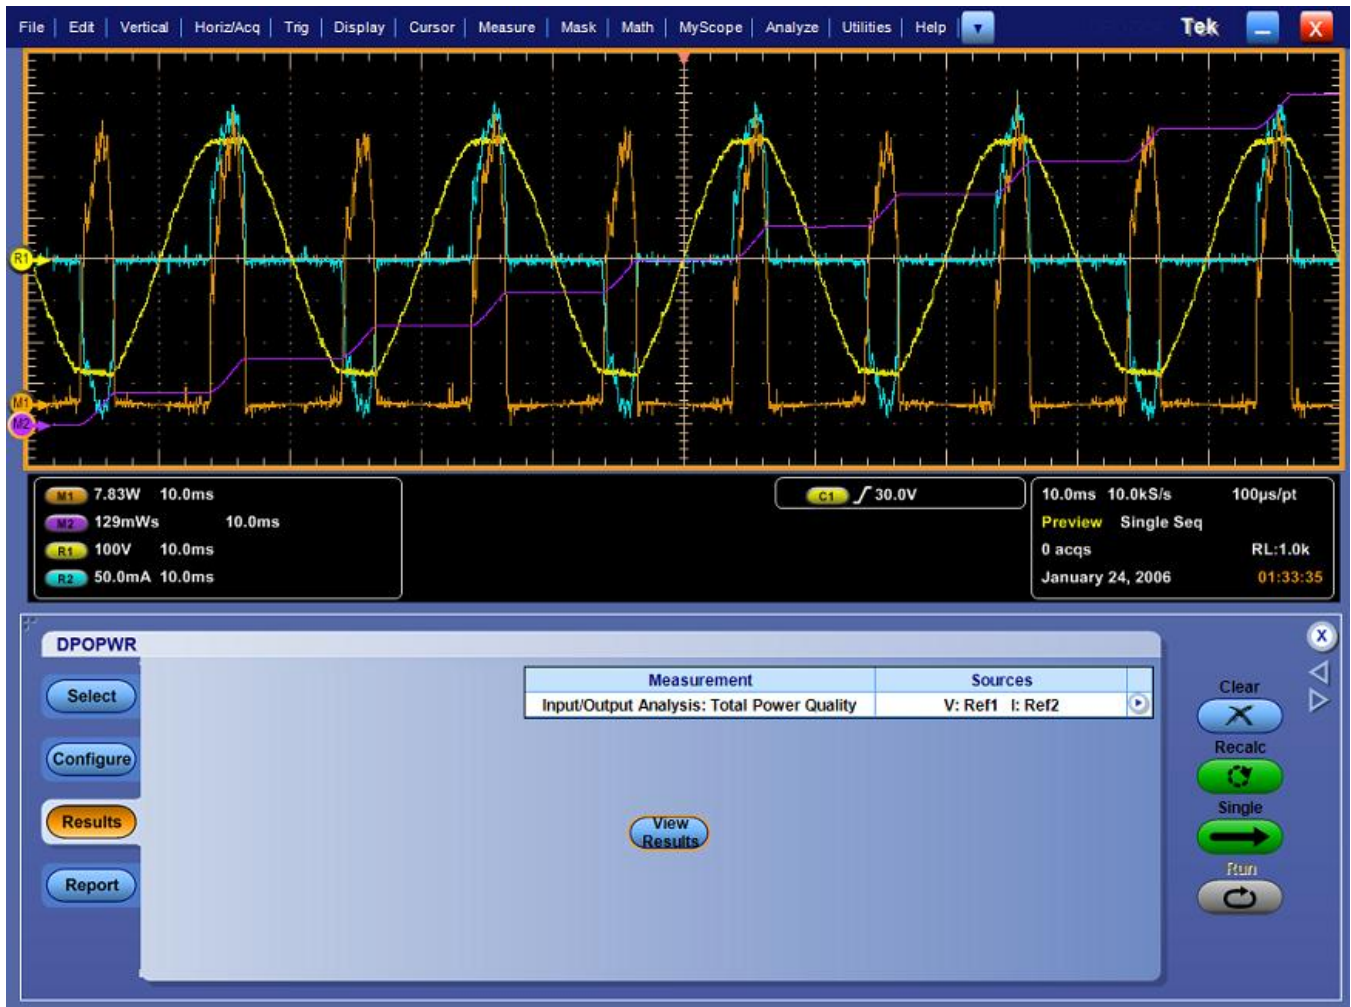 File | Edit | Vertical | Horiz/Acq | Trig | Display | Cursor | Measure | Mask | Math | MyScope | Analyze | Utilities | Help
Tek
X
R1
M1
M2
M1 7.83W 10.0ms
M2 129mWs 10.0ms
R1 100V 10.0ms
R2 50.0mA 10.0ms
C1 30.0V
10.0ms 10.0kS/s 100µs/pt
Preview Single Seq
0 acqs RL:1.0k
January 24, 2006 01:33:35
DPOPWR
X
Select
Configure
Results
Report
Measurement Sources
Input/Output Analysis: Total Power Quality V: Ref1 I: Ref2
View
Results
Clear
Recalc
Single
Run